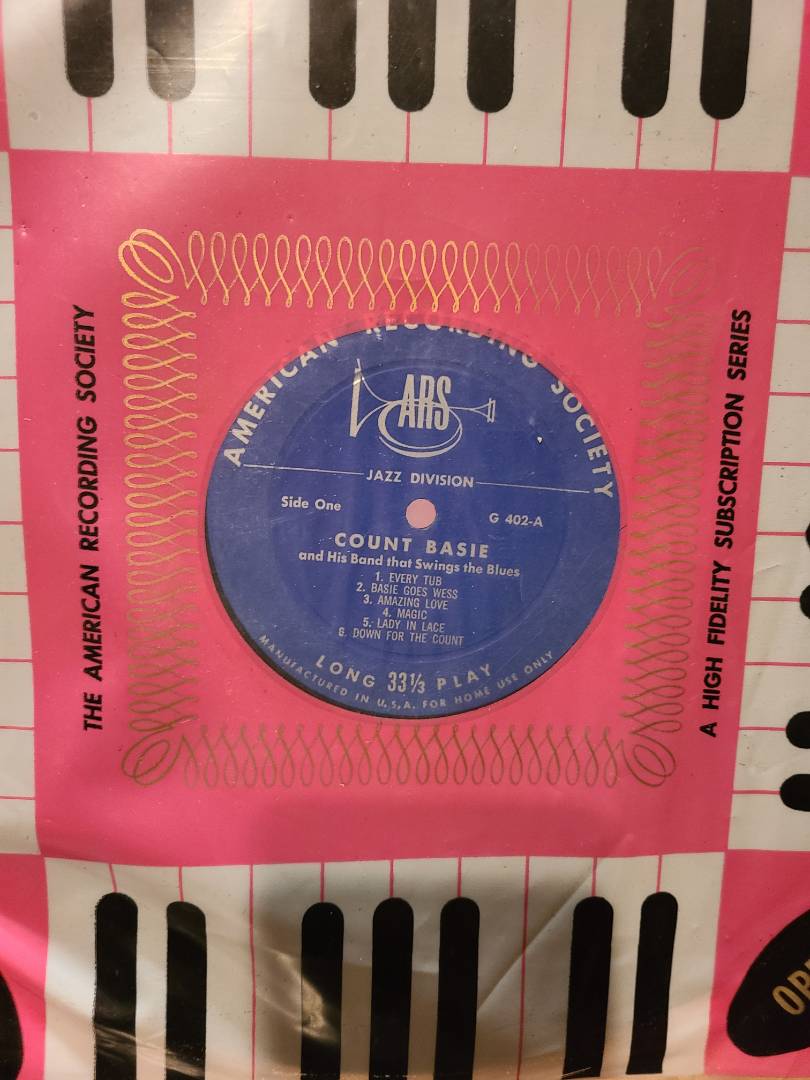 THE AMERICAN RECORDING SOCIETY
AMERICAN RECORDING SOCIETY
ARS
JAZZ DIVISION
Side One
G 402-A
COUNT BASIE
and His Band that Swings the Blues
1. EVERY TUB
2. BASIE GOES WESS
3. AMAZING LOVE
4. MAGIC
5. LADY IN LACE
6. DOWN FOR THE COUNT
LONG 33⅓ PLAY
MANUFACTURED IN U.S.A. FOR HOME USE ONLY
A HIGH FIDELITY SUBSCRIPTION SERIES